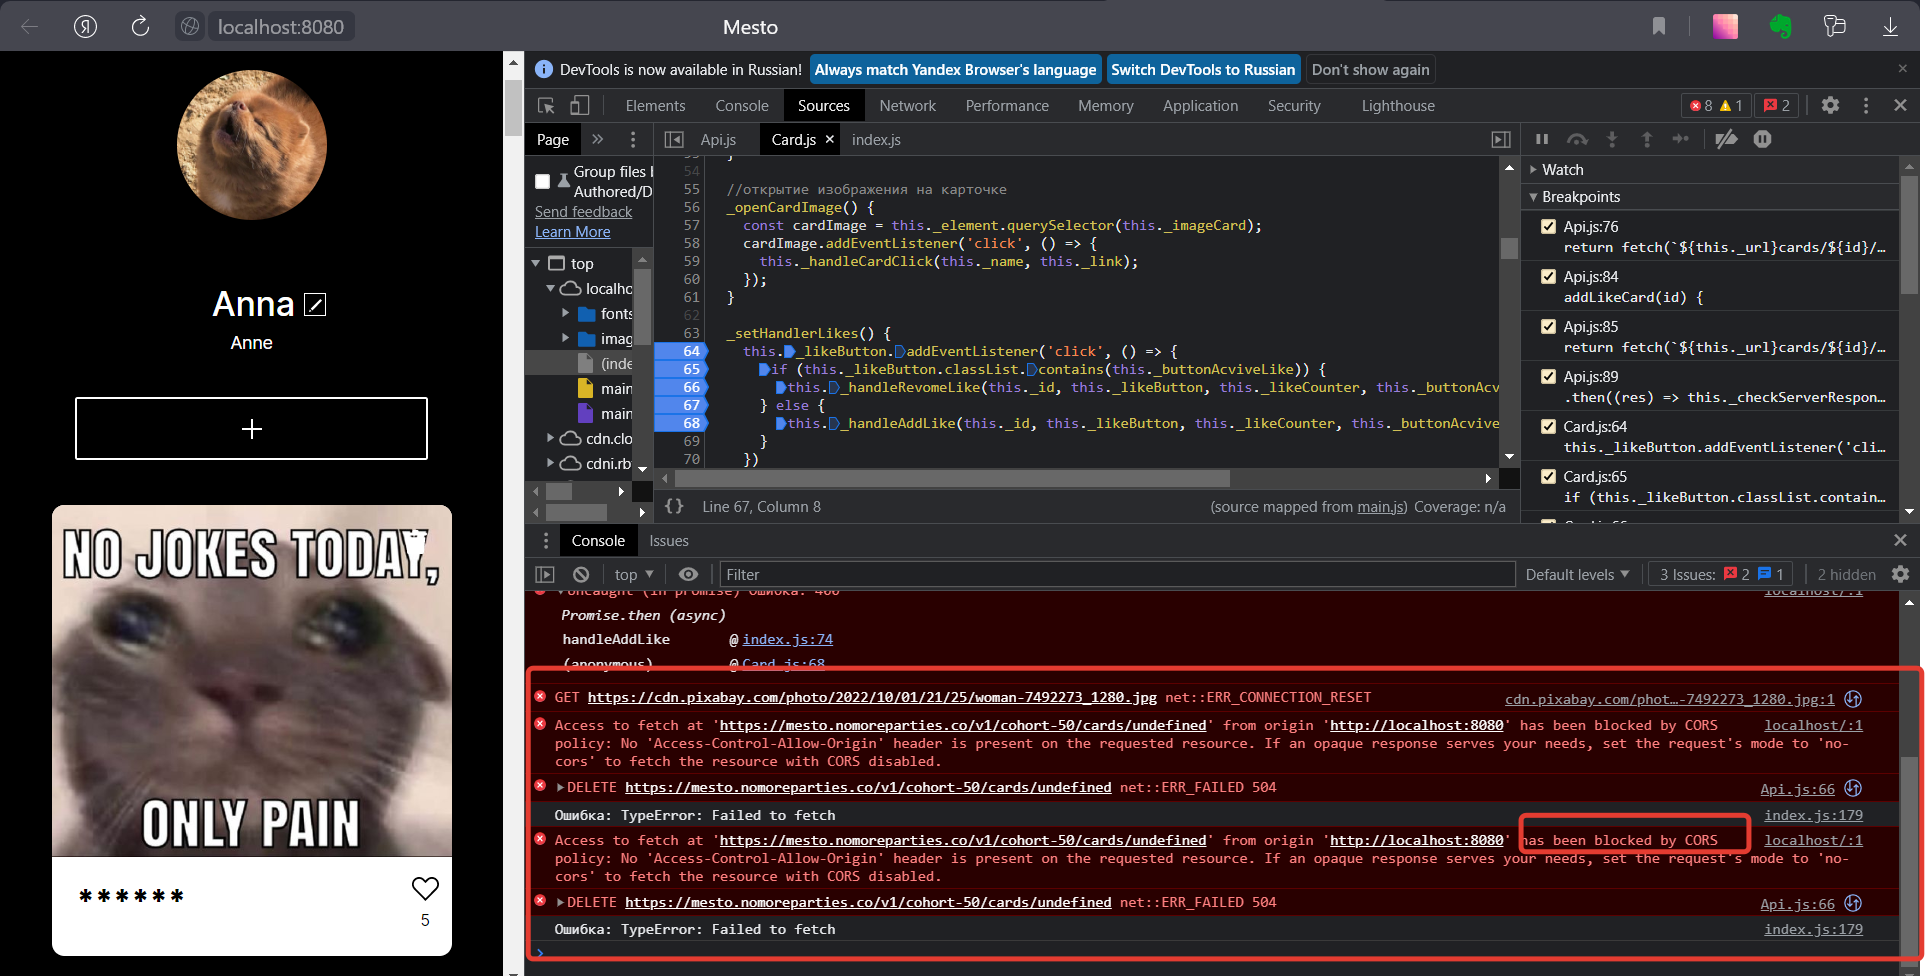 localhost:8080
Mesto
DevTools is now available in Russian!
Always match Yandex Browser's language
Switch DevTools to Russian
Don't show again
Elements
Console
Sources
Network
Performance
Memory
Application
Security
Lighthouse
8
1
2
Page
Api.js
Card.js
index.js
Group files b
Authored/D
Send feedback
Learn More
top
localho
fonts
imag
(inde
main
main
cdn.clo
cdni.rb
54
55 //открытие изображения на карточке
56 _openCardImage() {
57 const cardImage = this._element.querySelector(this._imageCard);
58 cardImage.addEventListener('click', () => {
59 this._handleCardClick(this._name, this._link);
60 });
61 }
62
63 _setHandlerLikes() {
64 this._likeButton.addEventListener('click', () => {
65 if (this._likeButton.classList.contains(this._buttonAcviveLike)) {
66 this._handleRevomeLike(this._id, this._likeButton, this._likeCounter, this._buttonAcv
67 } else {
68 this._handleAddLike(this._id, this._likeButton, this._likeCounter, this._buttonAcvive
69 }
70 })
{} Line 67, Column 8
(source mapped from main.js) Coverage: n/a
Watch
Breakpoints
Api.js:76
return fetch(`${this._url}cards/${id}/…
Api.js:84
addLikeCard(id) {
Api.js:85
return fetch(`${this._url}cards/${id}/…
Api.js:89
.then((res) => this._checkServerRespon…
Card.js:64
this._likeButton.addEventListener('cli…
Card.js:65
if (this._likeButton.classList.contain…
Anna
Anne
NO JOKES TODAY,
ONLY PAIN
******
5
Console
Issues
top
Filter
Default levels
3 Issues: 2 1
2 hidden
Uncaught (in promise) Ошибка: 400
localhost/:1
Promise.then (async)
handleAddLike @ index.js:74
(anonymous) @ Card.js:68
GET https://cdn.pixabay.com/photo/2022/10/01/21/25/woman-7492273_1280.jpg net::ERR_CONNECTION_RESET
cdn.pixabay.com/phot…-7492273_1280.jpg:1
Access to fetch at 'https://mesto.nomoreparties.co/v1/cohort-50/cards/undefined' from origin 'http://localhost:8080' has been blocked by CORS
localhost/:1
policy: No 'Access-Control-Allow-Origin' header is present on the requested resource. If an opaque response serves your needs, set the request's mode to 'no-
cors' to fetch the resource with CORS disabled.
DELETE https://mesto.nomoreparties.co/v1/cohort-50/cards/undefined net::ERR_FAILED 504
Api.js:66
Ошибка: TypeError: Failed to fetch
index.js:179
Access to fetch at 'https://mesto.nomoreparties.co/v1/cohort-50/cards/undefined' from origin 'http://localhost:8080' has been blocked by CORS
localhost/:1
policy: No 'Access-Control-Allow-Origin' header is present on the requested resource. If an opaque response serves your needs, set the request's mode to 'no-
cors' to fetch the resource with CORS disabled.
DELETE https://mesto.nomoreparties.co/v1/cohort-50/cards/undefined net::ERR_FAILED 504
Api.js:66
Ошибка: TypeError: Failed to fetch
index.js:179